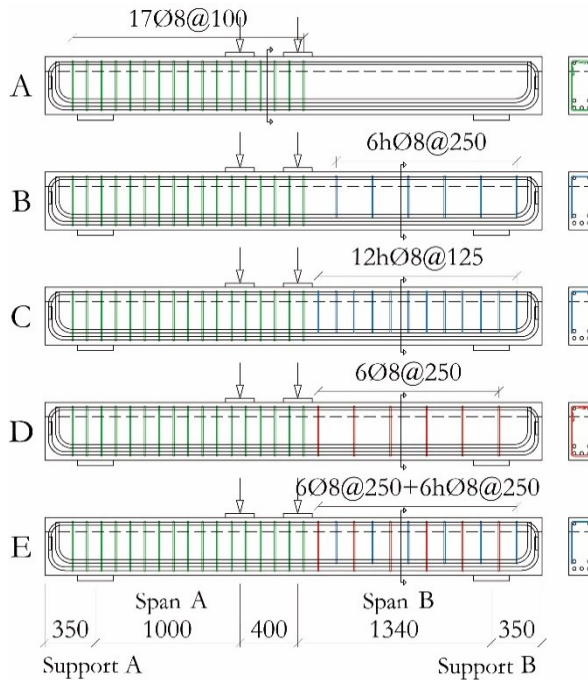 17Ø8@100
A
6hØ8@250
B
12hØ8@125
C
6Ø8@250
D
6Ø8@250+6hØ8@250
E
Span A Span B
350 1000 400 1340 350
Support A Support B